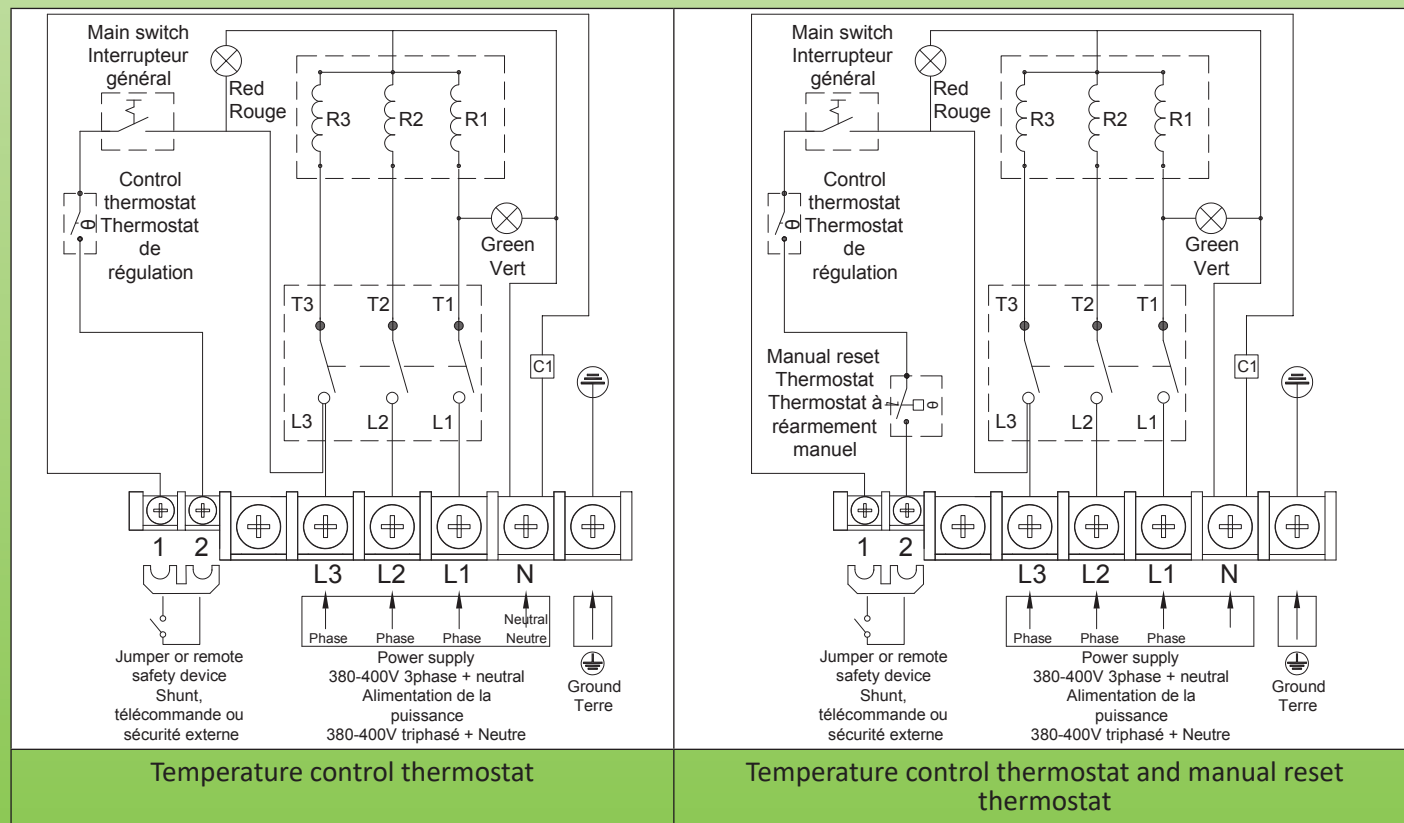 Main switch
Interrupteur
général
Red
Rouge
R3
R2
R1
Control
thermostat
Thermostat
de
régulation
θ
Green
Vert
T3
T2
T1
C1
L3
L2
L1
1
2
L3
L2
L1
N
Phase
Phase
Phase
Neutral
Neutre
Jumper or remote
safety device
Shunt,
télécommande ou
sécurité externe
Power supply
380-400V 3phase + neutral
Alimentation de la
puissance
380-400V triphasé + Neutre
Ground
Terre
Temperature control thermostat
Main switch
Interrupteur
général
Red
Rouge
R3
R2
R1
Control
thermostat
Thermostat
de
régulation
θ
Green
Vert
T3
T2
T1
Manual reset
Thermostat
Thermostat à
réarmement
manuel
θ
C1
L3
L2
L1
1
2
L3
L2
L1
N
Phase
Phase
Phase
Jumper or remote
safety device
Shunt,
télécommande ou
sécurité externe
Power supply
380-400V 3phase + neutral
Alimentation de la
puissance
380-400V triphasé + Neutre
Ground
Terre
Temperature control thermostat and manual reset
thermostat